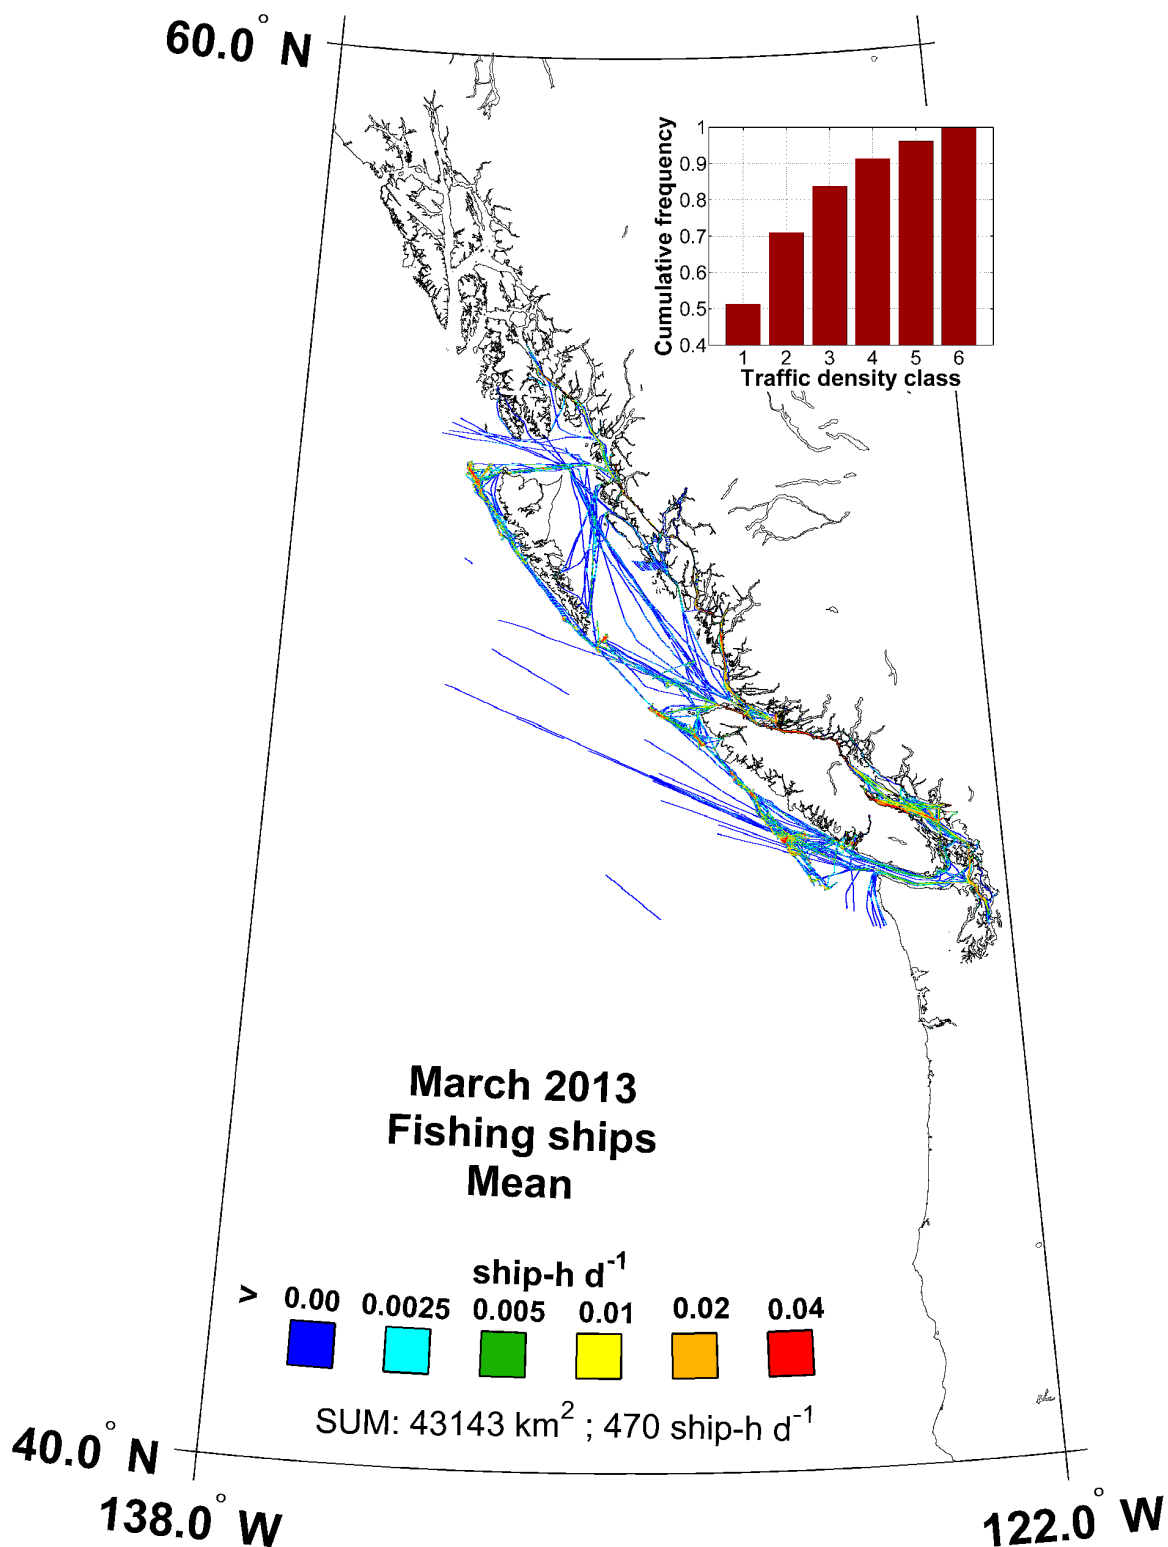 60.0° N
Cumulative frequency
1
0.9
0.8
0.7
0.6
0.5
0.4
1 2 3 4 5 6
Traffic density class
March 2013
Fishing ships
Mean
ship-h d⁻¹
> 0.00 0.0025 0.005 0.01 0.02 0.04
SUM: 43143 km² ; 470 ship-h d⁻¹
40.0° N
138.0° W
122.0° W